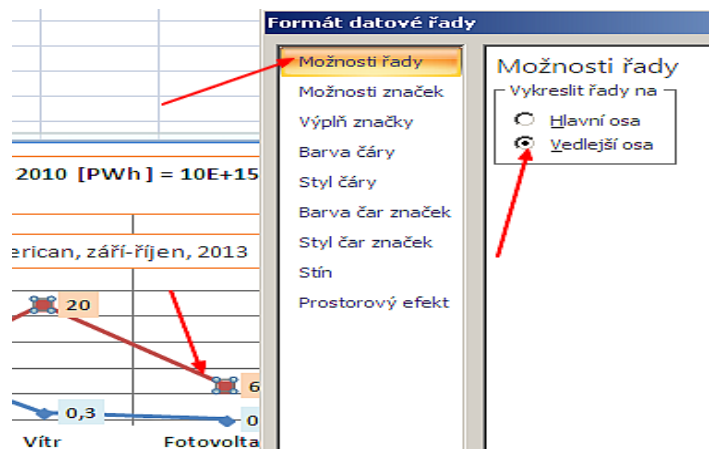 Formát datové řady
Možnosti řady
Možnosti značek
Výplň značky
Barva čáry
Styl čáry
Barva čar značek
Styl čar značek
Stín
Prostorový efekt
Možnosti řady
Vykreslit řady na
Hlavní osa
Vedlejší osa
2010 [PWh] = 10E+15
erican, září-říjen, 2013
20
6
0,3
0
Vítr
Fotovolta